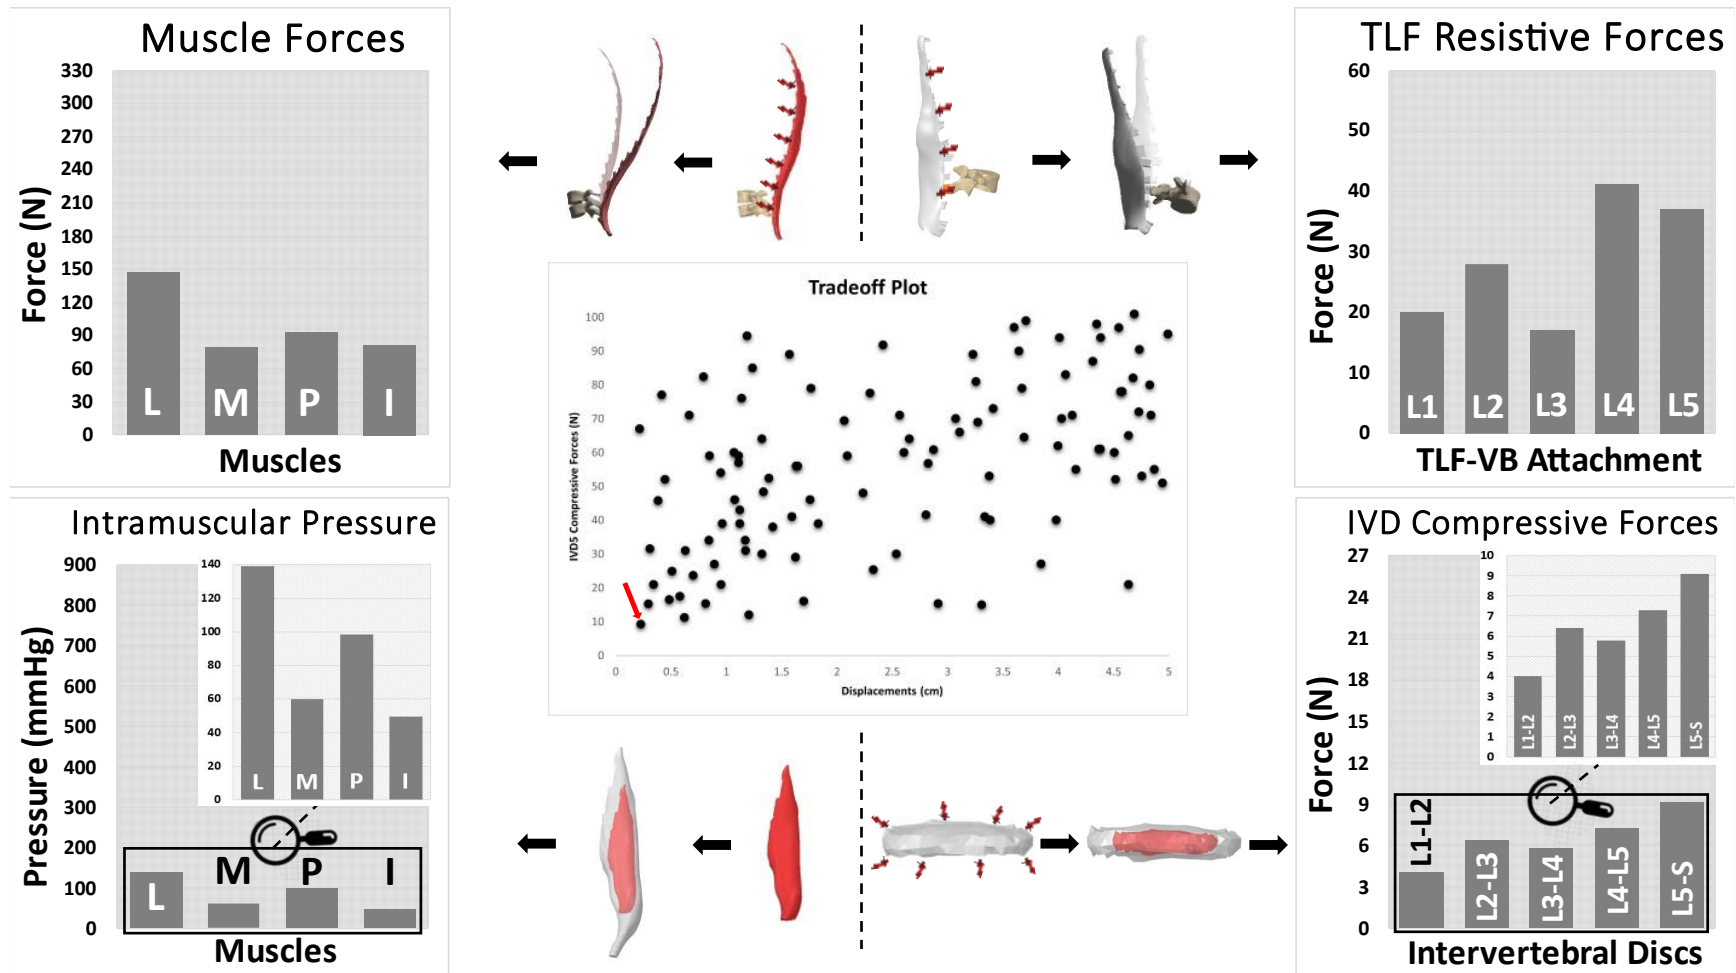 Muscle Forces
330
300
270
240
210
180
150
120
90
60
30
0
Force (N)
L
M
P
I
Muscles
TLF Resistive Forces
60
50
40
30
20
10
0
Force (N)
L1
L2
L3
L4
L5
TLF-VB Attachment
Tradeoff Plot
100
90
80
70
60
50
40
30
20
10
0
IVD5 Compressive Forces (N)
0 0.5 1 1.5 2 2.5 3 3.5 4 4.5 5
Displacements (cm)
Intramuscular Pressure
900
800
700
600
500
400
300
200
100
0
Pressure (mmHg)
140
120
100
80
60
40
20
0
L
M
P
I
L
M
P
I
Muscles
IVD Compressive Forces
27
24
21
18
15
12
9
6
3
0
Force (N)
10
9
8
7
6
5
4
3
2
1
0
L1-L2
L2-L3
L3-L4
L4-L5
L5-S
L1-L2
L2-L3
L3-L4
L4-L5
L5-S
Intervertebral Discs